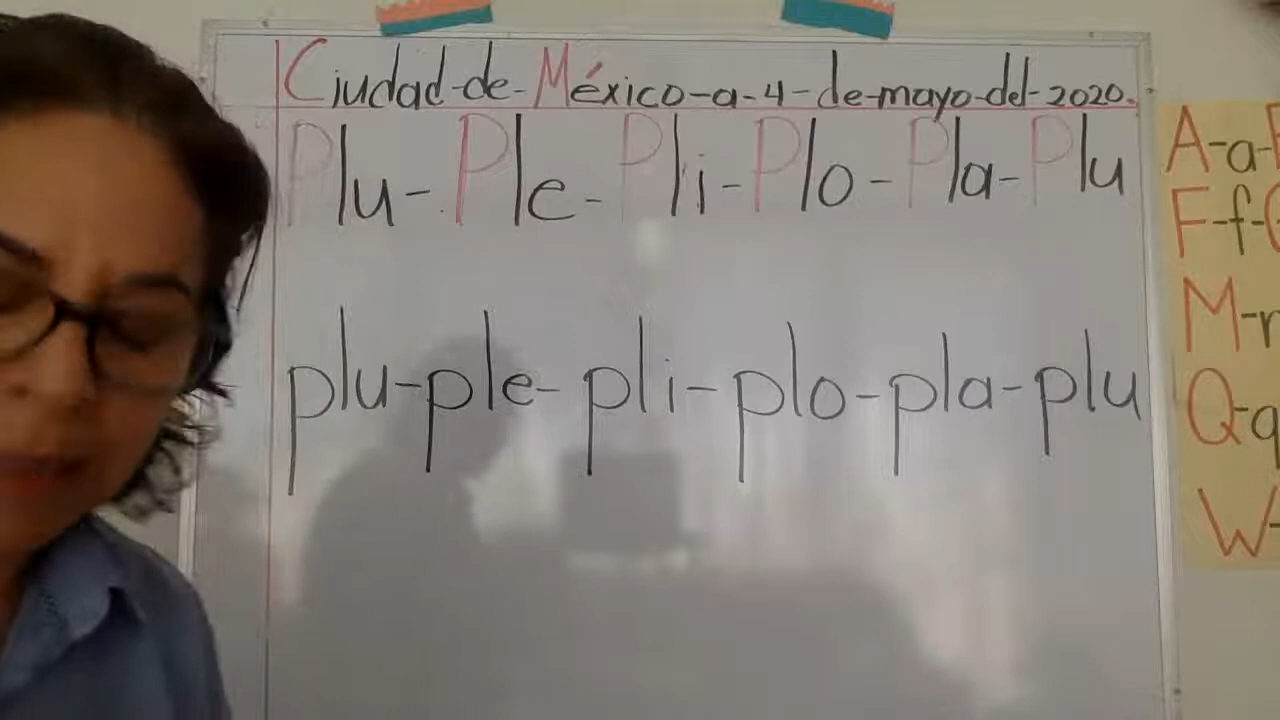 Ciudad-de-México-a-4-de-mayo-del-2020.
Plu-Ple-Pli-Plo-Pla-Plu
plu-ple-pli-plo-pla-plu
A-a-
F-f-
M-
Q-q
W-